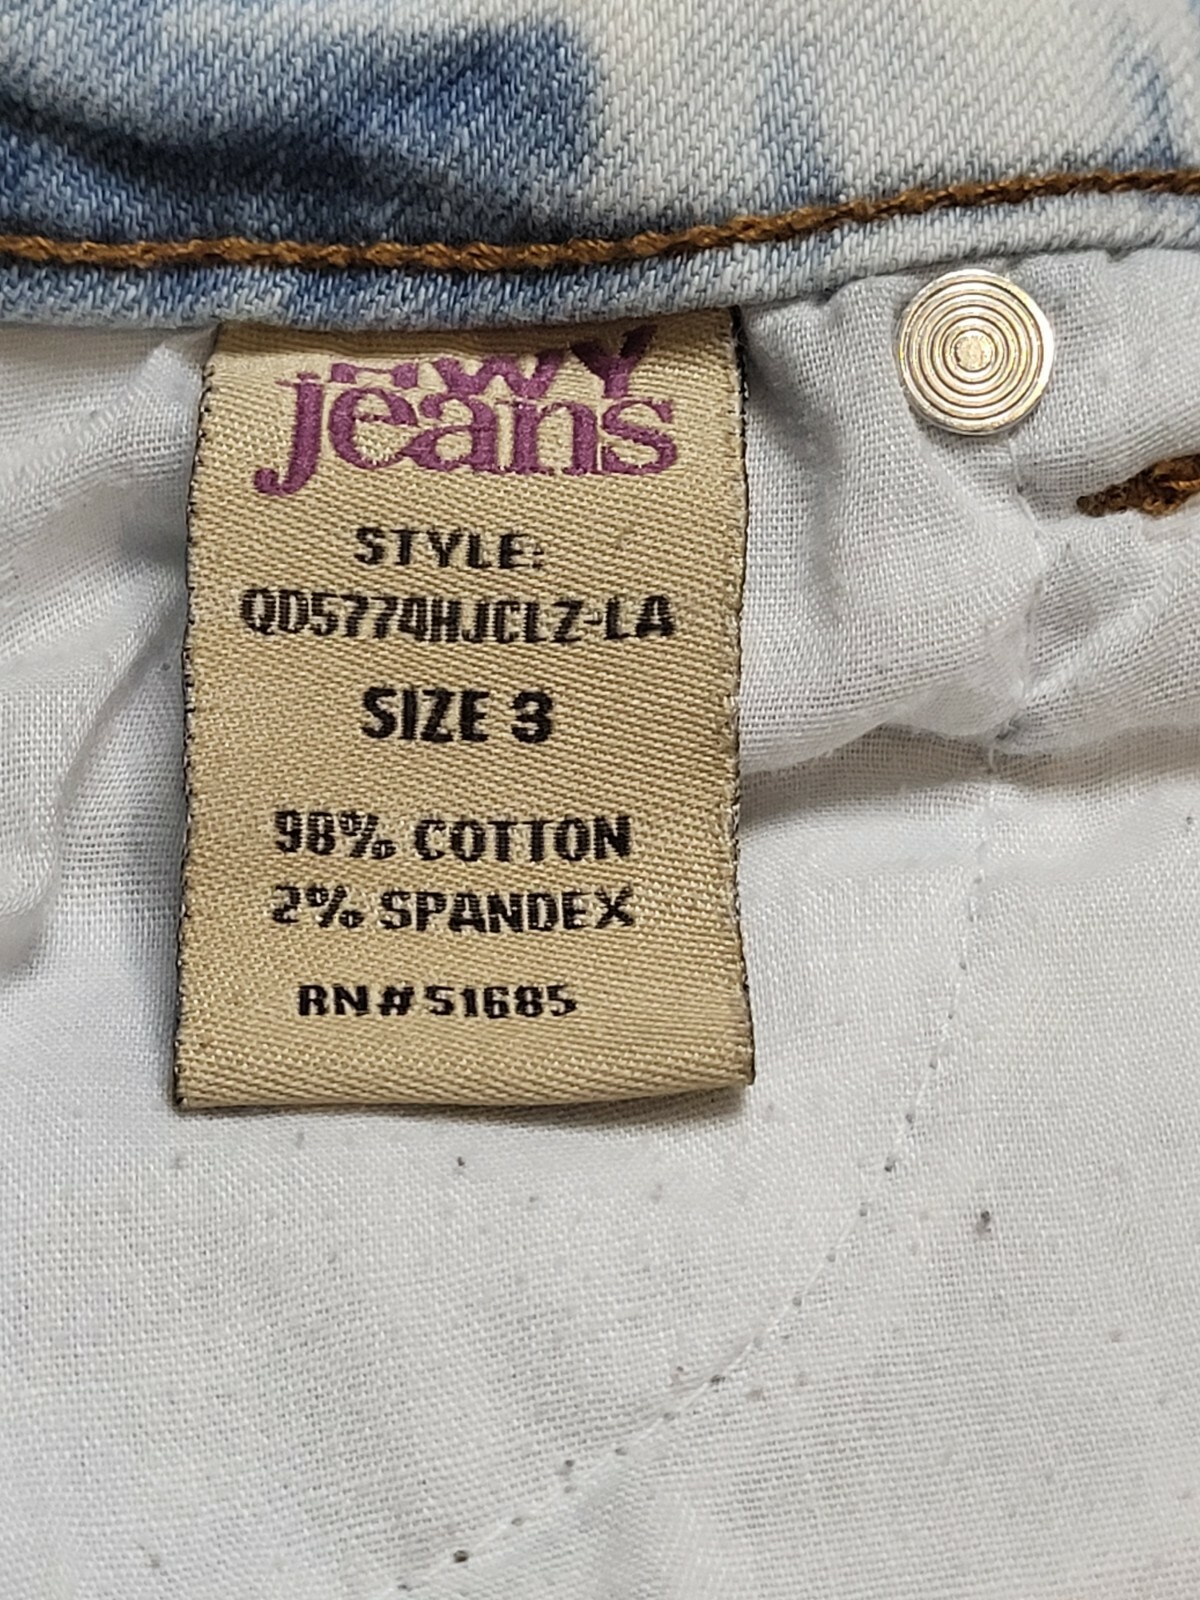 jeans
STYLE:
QD5774HJCLZ-LA
SIZE 3
98% COTTON
2% SPANDEX
RN# 51685